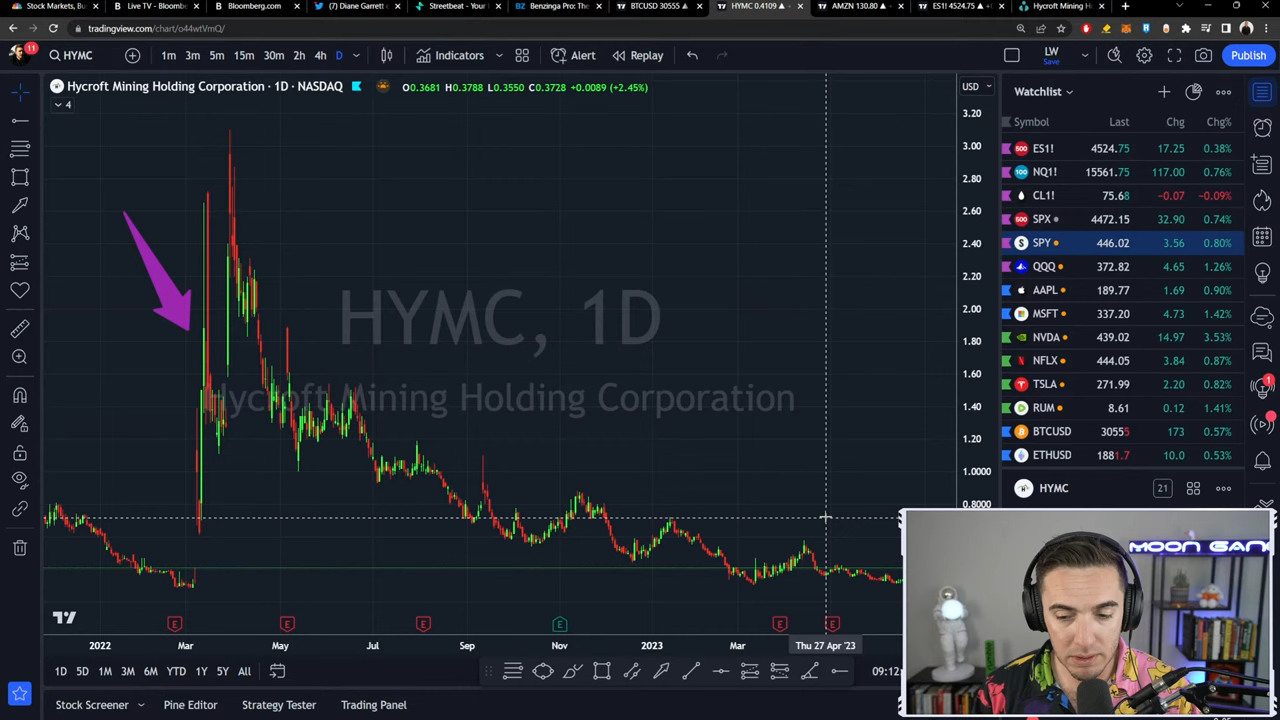 Stock Markets, Bu
Live TV - Bloombe
Bloomberg.com
(7) Diane Garrett o
Streetbeat - Your
Benzinga Pro: The
BTCUSD 30555
HYMC 0.4109
AMZN 130.80
ES1! 4524.75
Hycroft Mining Ho
tradingview.com/chart/o44wtVmQ/
11
HYMC
1m 3m 5m 15m 30m 2h 4h D
Indicators
Alert
Replay
LW
Save
Publish
Hycroft Mining Holding Corporation · 1D · NASDAQ
O0.3681 H0.3788 L0.3550 C0.3728 +0.0089 (+2.45%)
4
USD
3.20
3.00
2.80
2.60
2.40
2.20
2.00
1.80
1.60
1.40
1.20
1.0000
0.8000
HYMC, 1D
Hycroft Mining Holding Corporation
E E E E E E
2022 Mar May Jul Sep Nov 2023 Mar
Thu 27 Apr '23
1D 5D 1M 3M 6M YTD 1Y 5Y All
09:12:
Stock Screener
Pine Editor
Strategy Tester
Trading Panel
Watchlist
Symbol Last Chg Chg%
ES1! 4524.75 17.25 0.38%
NQ1! 15561.75 117.00 0.76%
CL1! 75.68 −0.07 −0.09%
SPX 4472.15 32.90 0.74%
SPY 446.02 3.56 0.80%
QQQ 372.82 4.65 1.26%
AAPL 189.77 1.69 0.90%
MSFT 337.20 4.73 1.42%
NVDA 439.02 14.97 3.53%
NFLX 444.05 3.84 0.87%
TSLA 271.99 2.20 0.82%
RUM 8.61 0.12 1.41%
BTCUSD 30555 173 0.57%
ETHUSD 1881.7 10.0 0.53%
HYMC
21
1
MOON GANG